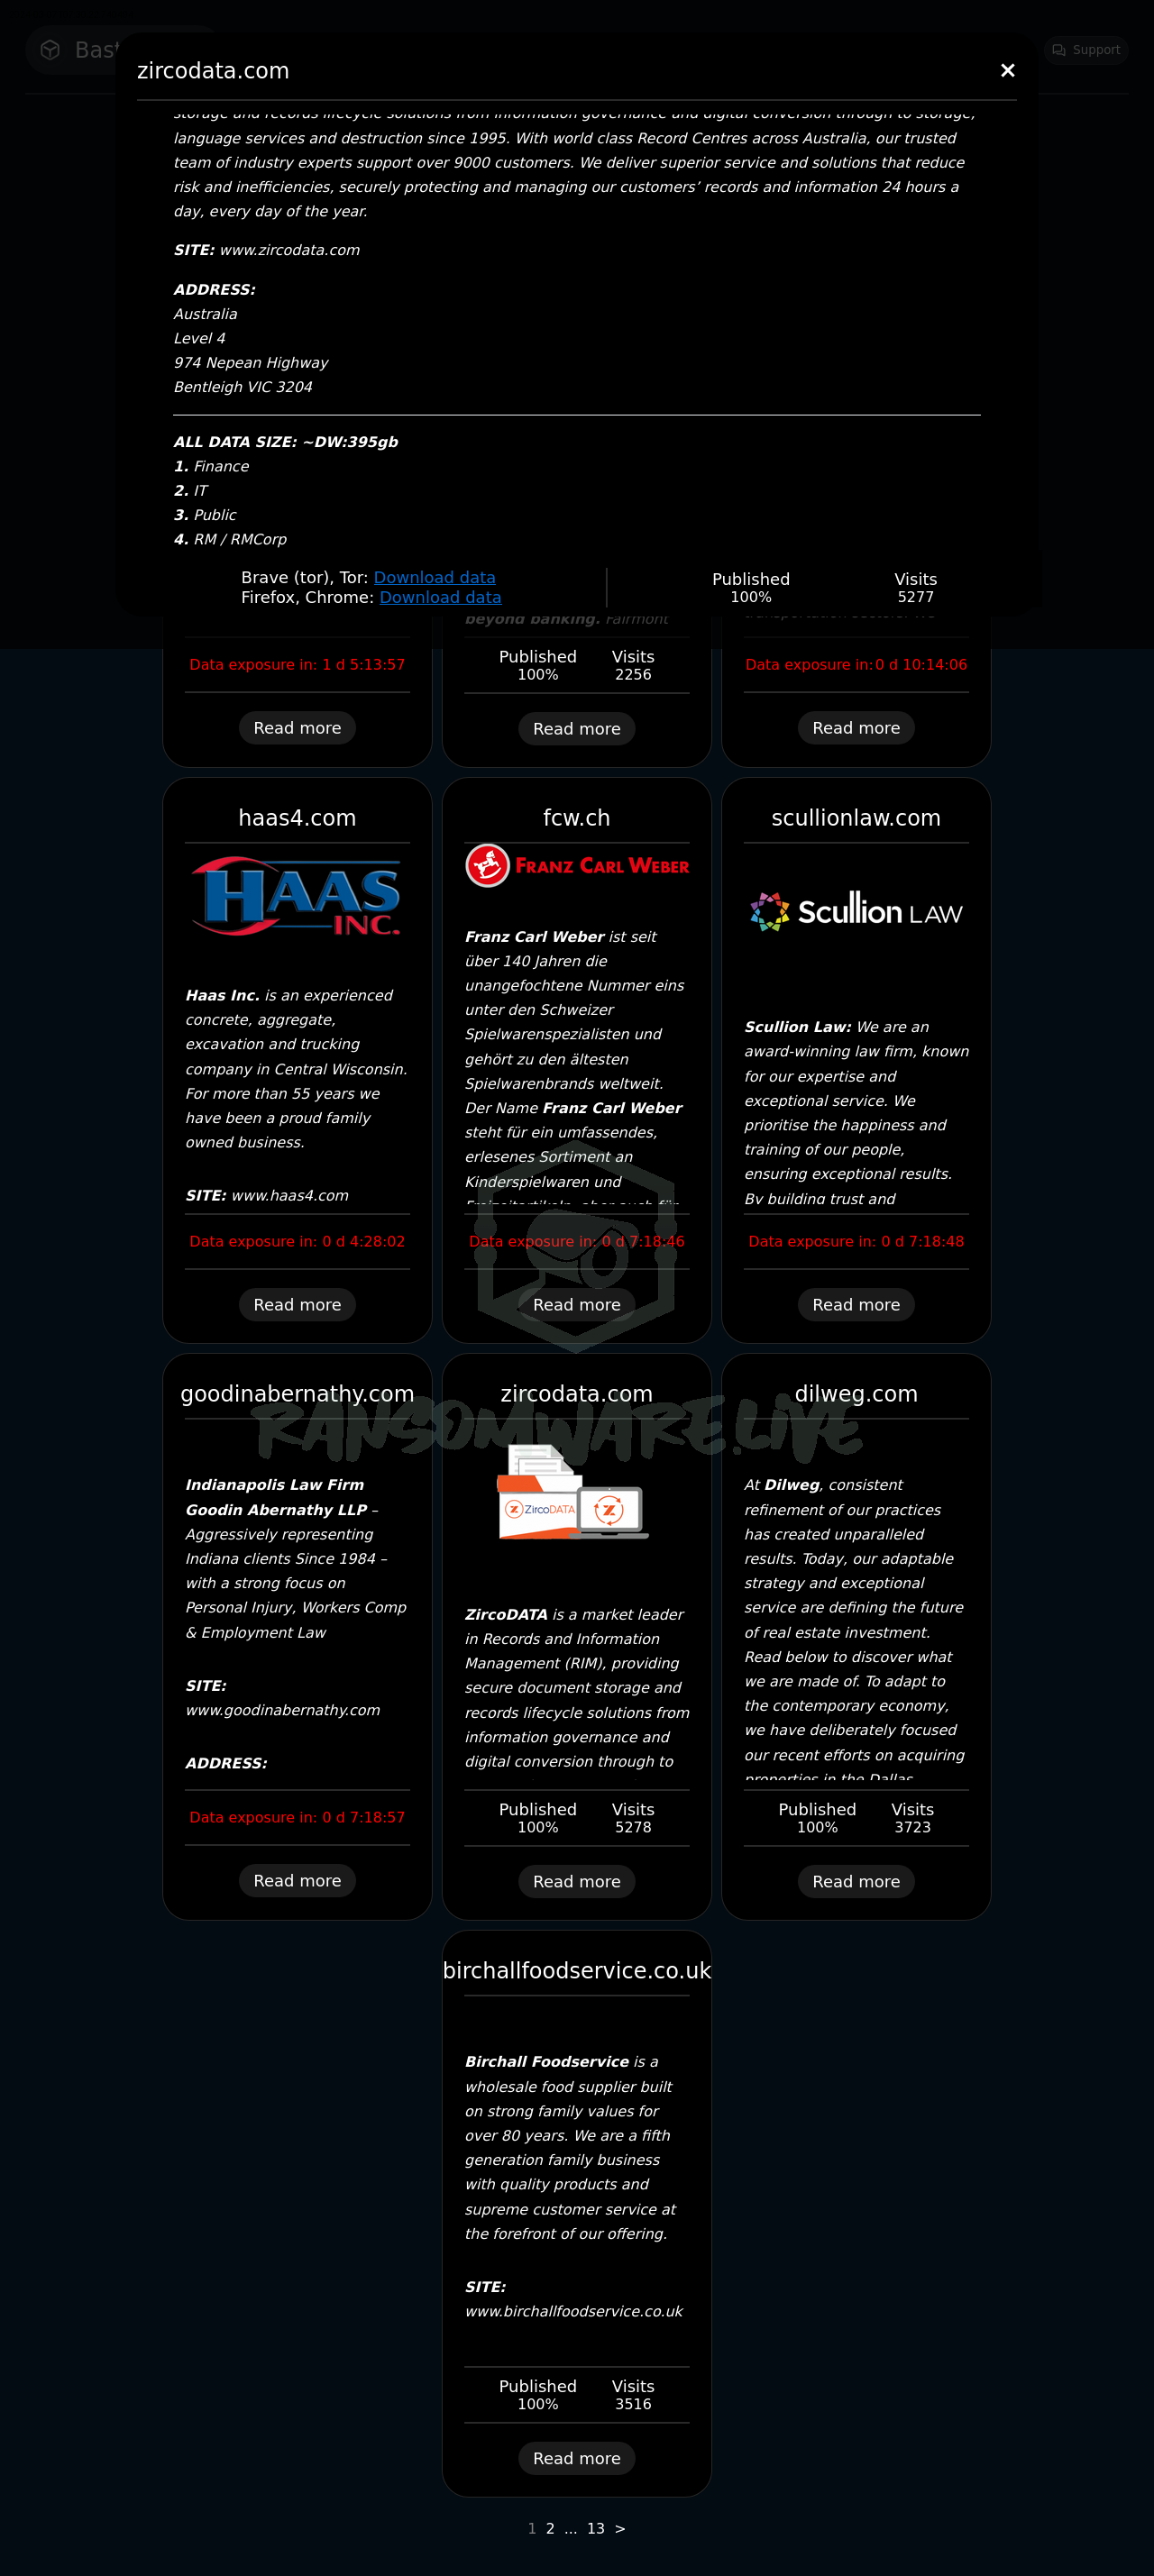 Bast
Support
zircodata.com
×
storage and records lifecycle solutions from information governance and digital conversion through to storage,
language services and destruction since 1995. With world class Record Centres across Australia, our trusted
team of industry experts support over 9000 customers. We deliver superior service and solutions that reduce
risk and inefficiencies, securely protecting and managing our customers’ records and information 24 hours a
day, every day of the year.
SITE: www.zircodata.com
ADDRESS:
Australia
Level 4
974 Nepean Highway
Bentleigh VIC 3204
ALL DATA SIZE: ~DW:395gb
1. Finance
2. IT
3. Public
4. RM / RMCorp
Brave (tor), Tor: Download data
Firefox, Chrome: Download data
Published
100%
Visits
5277
Data exposure in: 1 d 5:13:57
Read more
beyond banking. Fairmont
Published
100%
Visits
2256
Read more
Data exposure in: 0 d 10:14:06
Read more
haas4.com
HAAS
INC.
Haas Inc. is an experienced
concrete, aggregate,
excavation and trucking
company in Central Wisconsin.
For more than 55 years we
have been a proud family
owned business.
SITE: www.haas4.com
Data exposure in: 0 d 4:28:02
Read more
fcw.ch
FRANZ CARL WEBER
Franz Carl Weber ist seit
über 140 Jahren die
unangefochtene Nummer eins
unter den Schweizer
Spielwarenspezialisten und
gehört zu den ältesten
Spielwarenbrands weltweit.
Der Name Franz Carl Weber
steht für ein umfassendes,
erlesenes Sortiment an
Kinderspielwaren und
Freizeitartikeln, aber auch für
Data exposure in: 0 d 7:18:46
Read more
scullionlaw.com
Scullion LAW
Scullion Law: We are an
award-winning law firm, known
for our expertise and
exceptional service. We
prioritise the happiness and
training of our people,
ensuring exceptional results.
By building trust and
Data exposure in: 0 d 7:18:48
Read more
goodinabernathy.com
Indianapolis Law Firm
Goodin Abernathy LLP –
Aggressively representing
Indiana clients Since 1984 –
with a strong focus on
Personal Injury, Workers Comp
& Employment Law
SITE:
www.goodinabernathy.com
ADDRESS:
Data exposure in: 0 d 7:18:57
Read more
zircodata.com
ZircoDATA
ZircoDATA is a market leader
in Records and Information
Management (RIM), providing
secure document storage and
records lifecycle solutions from
information governance and
digital conversion through to
Published
100%
Visits
5278
Read more
dilweg.com
At Dilweg, consistent
refinement of our practices
has created unparalleled
results. Today, our adaptable
strategy and exceptional
service are defining the future
of real estate investment.
Read below to discover what
we are made of. To adapt to
the contemporary economy,
we have deliberately focused
our recent efforts on acquiring
properties in the Dallas
Published
100%
Visits
3723
Read more
RANSOMWARE.LIVE
birchallfoodservice.co.uk
Birchall Foodservice is a
wholesale food supplier built
on strong family values for
over 80 years. We are a fifth
generation family business
with quality products and
supreme customer service at
the forefront of our offering.
SITE:
www.birchallfoodservice.co.uk
Published
100%
Visits
3516
Read more
1 2 ... 13 >